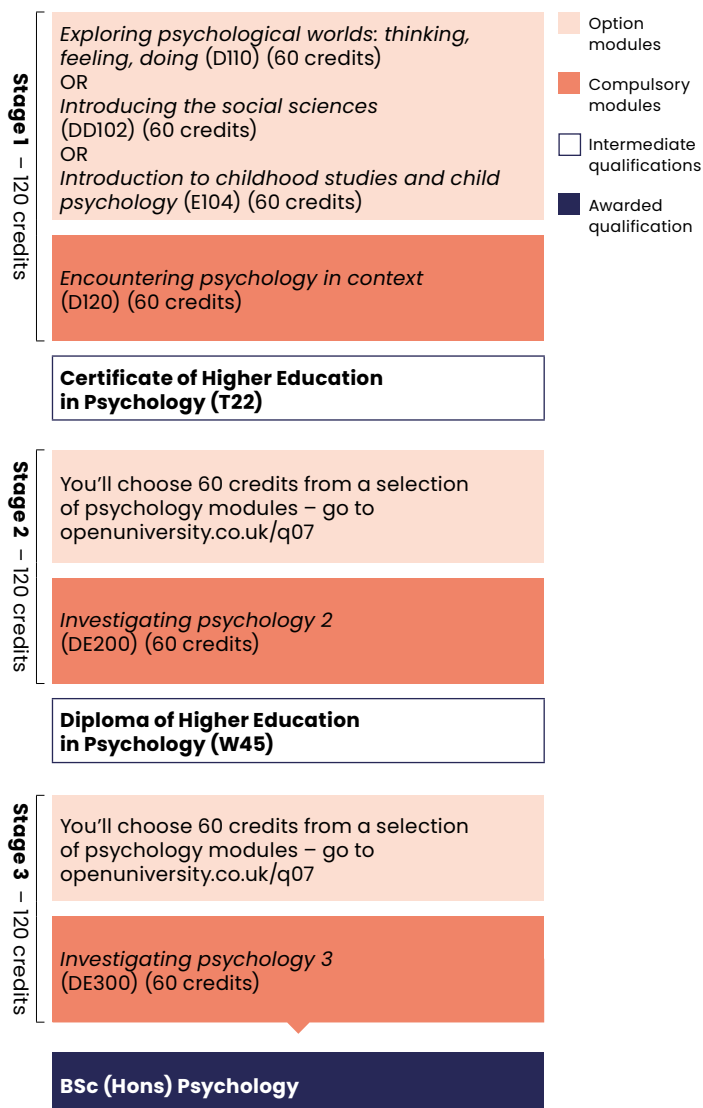 Stage 1 – 120 credits
Exploring psychological worlds: thinking,
feeling, doing (D110) (60 credits)
OR
Introducing the social sciences
(DD102) (60 credits)
OR
Introduction to childhood studies and child
psychology (E104) (60 credits)
Encountering psychology in context
(D120) (60 credits)
Certificate of Higher Education
in Psychology (T22)
Stage 2 – 120 credits
You’ll choose 60 credits from a selection
of psychology modules – go to
openuniversity.co.uk/q07
Investigating psychology 2
(DE200) (60 credits)
Diploma of Higher Education
in Psychology (W45)
Stage 3 – 120 credits
You’ll choose 60 credits from a selection
of psychology modules – go to
openuniversity.co.uk/q07
Investigating psychology 3
(DE300) (60 credits)
BSc (Hons) Psychology
Option
modules
Compulsory
modules
Intermediate
qualifications
Awarded
qualification